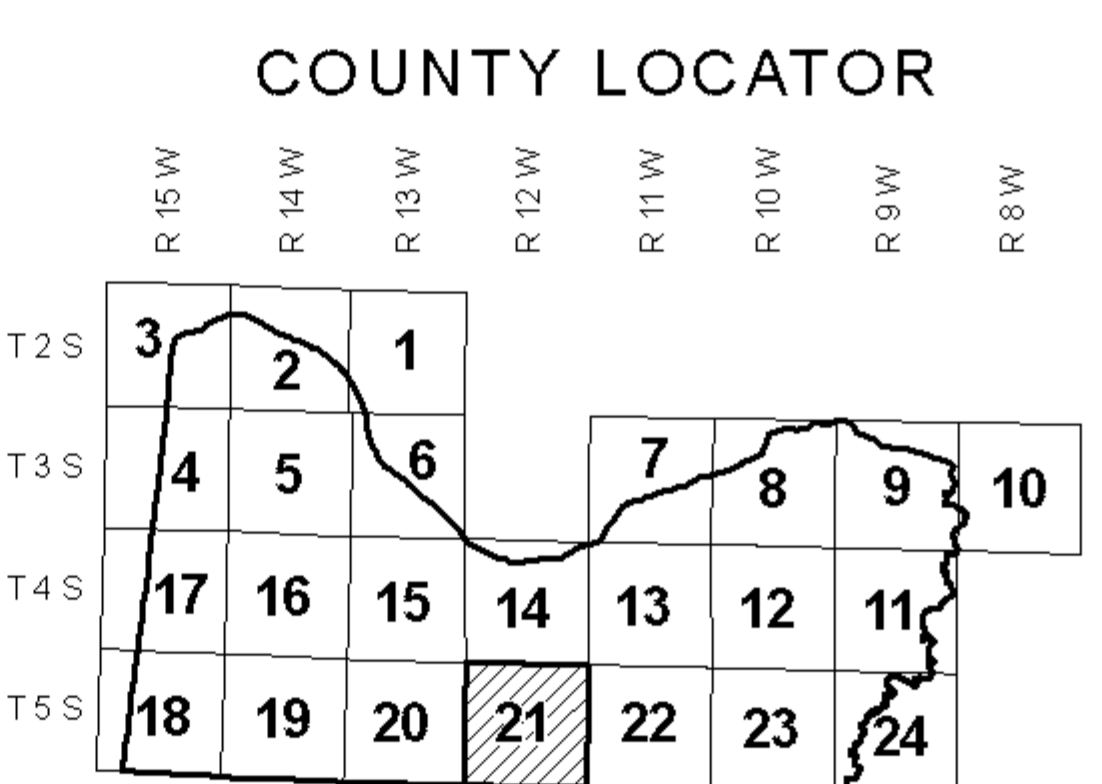 COUNTY LOCATOR
R 15 W R 14 W R 13 W R 12 W R 11 W R 10 W R 9 W R 8 W
T 2 S 3 2 1
T 3 S 4 5 6 7 8 9 10
T 4 S 17 16 15 14 13 12 11
T 5 S 18 19 20 21 22 23 24